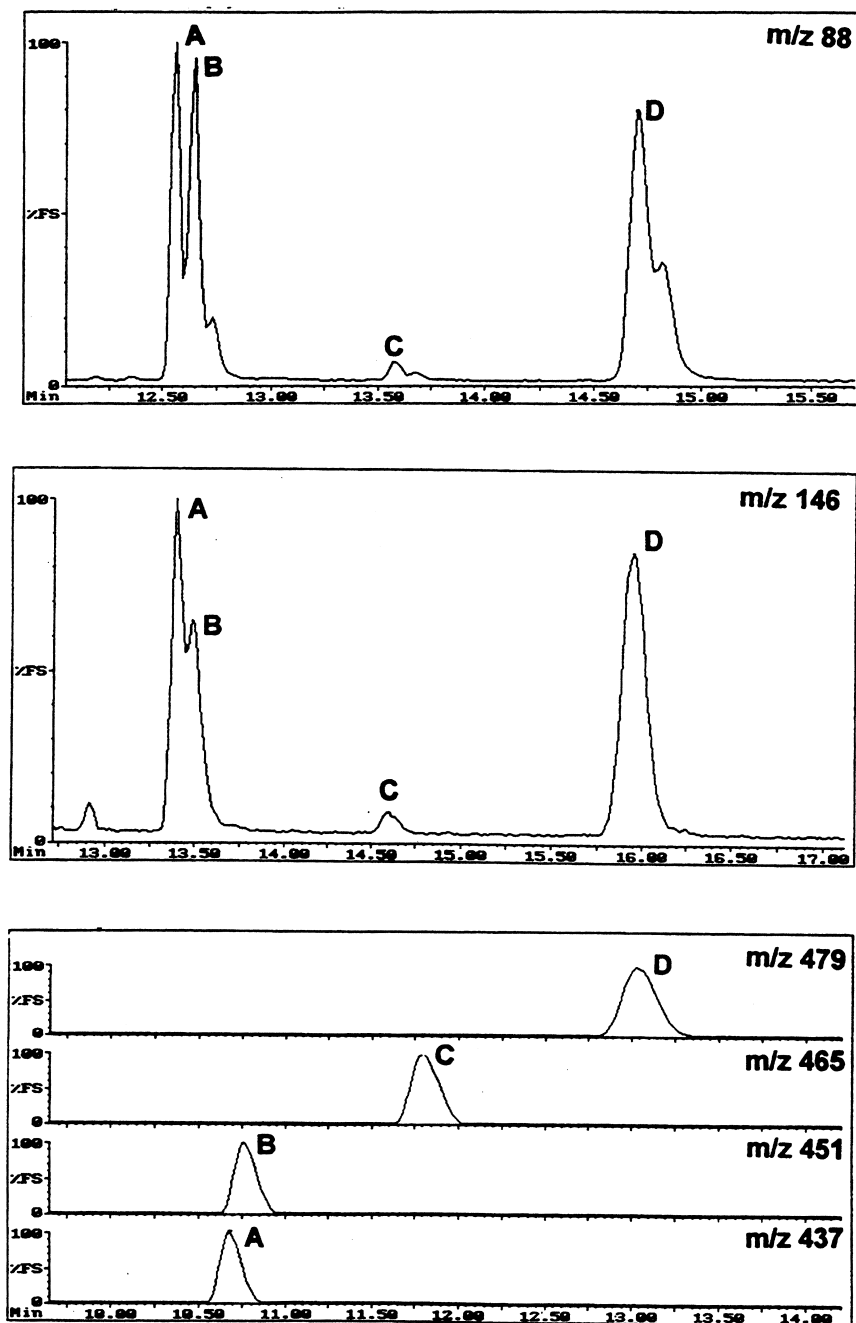 m/z 88
100
A
B
D
%FS
C
0
Min 12.50 13.00 13.50 14.00 14.50 15.00 15.50
m/z 146
100
A
D
B
%FS
C
0
Min 13.00 13.50 14.00 14.50 15.00 15.50 16.00 16.50 17.00
m/z 479
100
D
%FS
0
m/z 465
100
C
%FS
0
m/z 451
100
B
%FS
0
m/z 437
100
A
%FS
0
Min 10.00 10.50 11.00 11.50 12.00 12.50 13.00 13.50 14.00